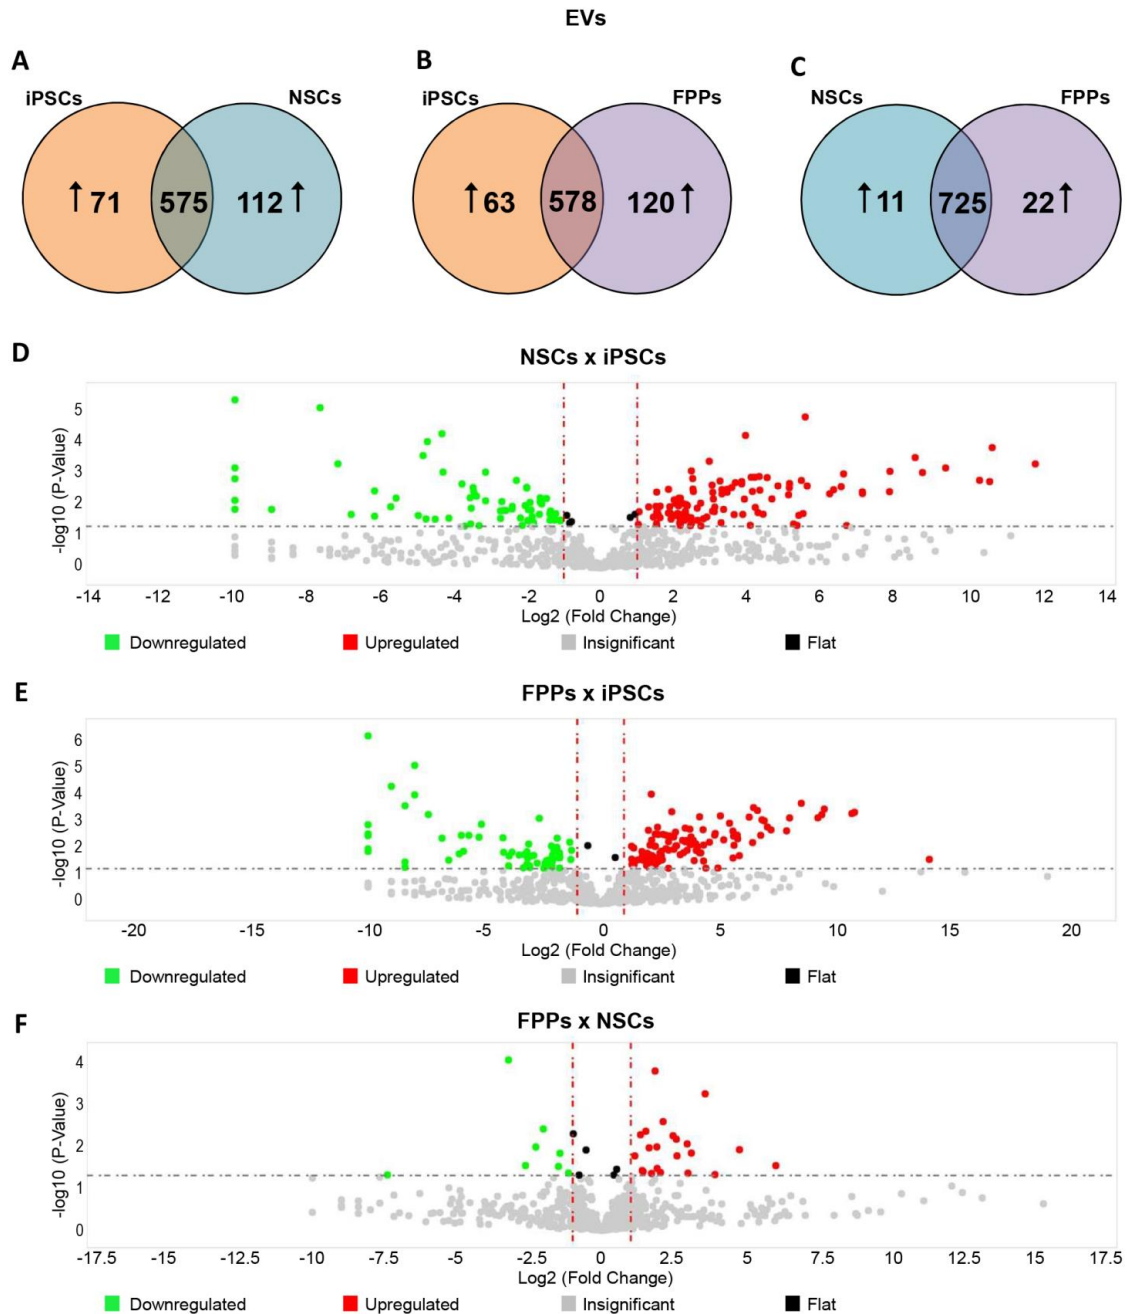 EVs
A
B
C
iPSCs
NSCs
iPSCs
FPPs
NSCs
FPPs
↑ 71
575
112 ↑
↑ 63
578
120 ↑
↑ 11
725
22 ↑
D
NSCs x iPSCs
-log10 (P-Value)
5
4
3
2
1
0
-14 -12 -10 -8 -6 -4 -2 0 2 4 6 8 10 12 14
Log2 (Fold Change)
Downregulated Upregulated Insignificant Flat
E
FPPs x iPSCs
-log10 (P-Value)
6
5
4
3
2
1
0
-20 -15 -10 -5 0 5 10 15 20
Log2 (Fold Change)
Downregulated Upregulated Insignificant Flat
F
FPPs x NSCs
-log10 (P-Value)
4
3
2
1
0
-17.5 -15 -12.5 -10 -7.5 -5 -2.5 0 2.5 5 7.5 10 12.5 15 17.5
Log2 (Fold Change)
Downregulated Upregulated Insignificant Flat